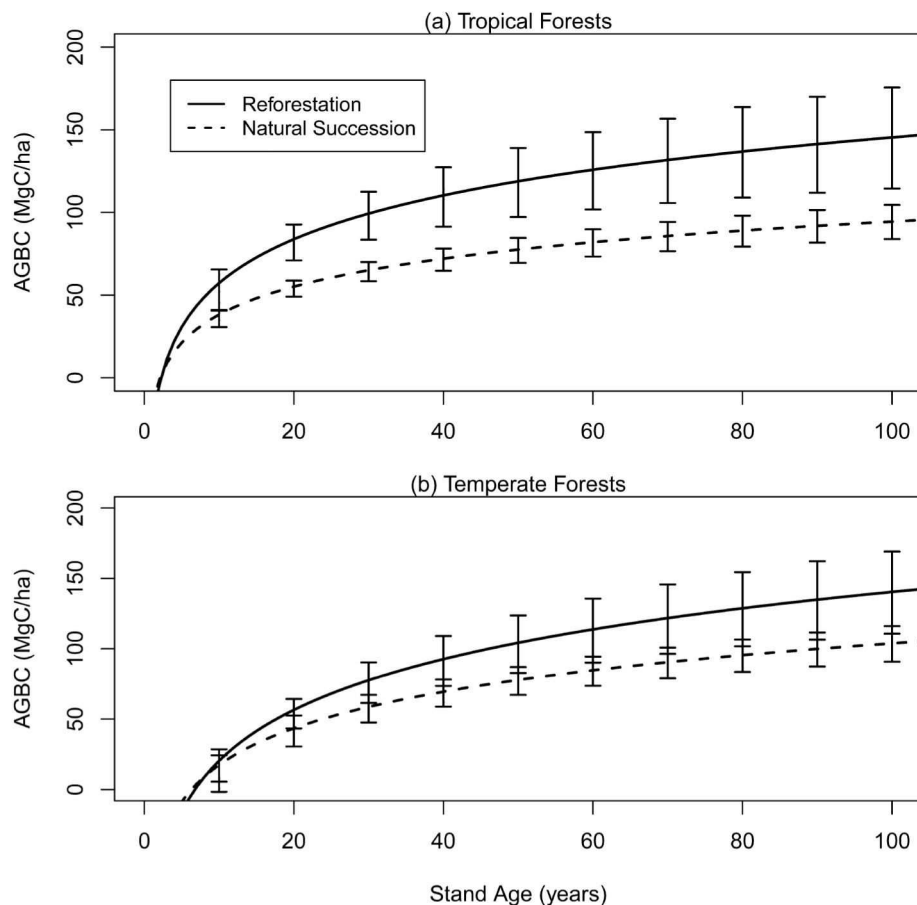 (a) Tropical Forests
200
150
100
50
0
AGBC (MgC/ha)
Reforestation
Natural Succession
0 20 40 60 80 100
(b) Temperate Forests
200
150
100
50
0
AGBC (MgC/ha)
0 20 40 60 80 100
Stand Age (years)